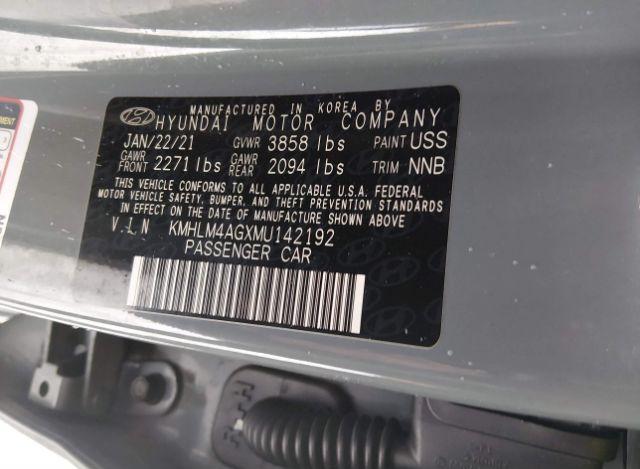 MANUFACTURED IN KOREA BY
HYUNDAI MOTOR COMPANY
JAN/22/21 GVWR 3858 lbs PAINT USS
GAWR FRONT 2271 lbs GAWR REAR 2094 lbs TRIM NNB
THIS VEHICLE CONFORMS TO ALL APPLICABLE U.S.A. FEDERAL
MOTOR VEHICLE SAFETY, BUMPER, AND THEFT PREVENTION STANDARDS
IN EFFECT ON THE DATE OF MANUFACTURE SHOWN ABOVE
V.I.N KMHLM4AGXMU142192
PASSENGER CAR